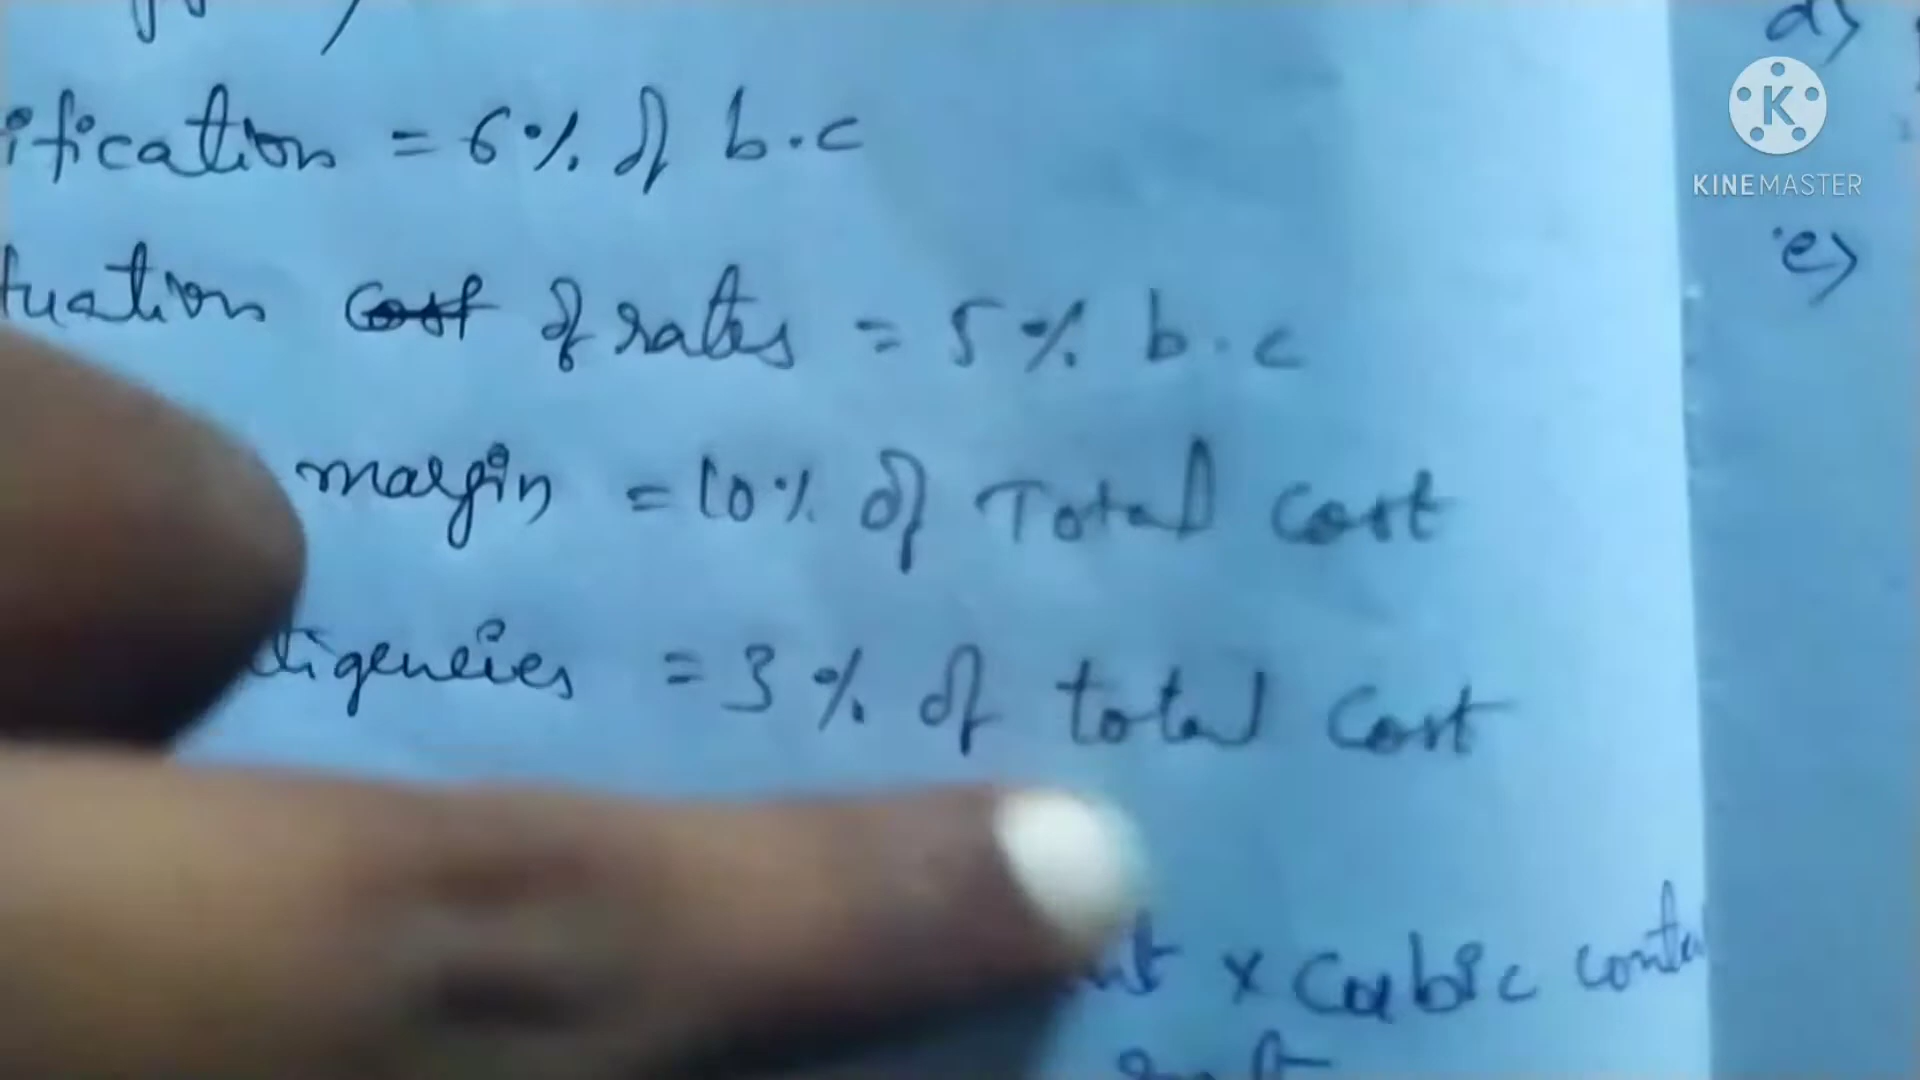 ification = 6% of b.c
tuation cost of rates = 5% b.c
margin = 10% of Total cost
tigencies = 3% of total cost
x Cubic conte
d)
e)
K
KINEMASTER